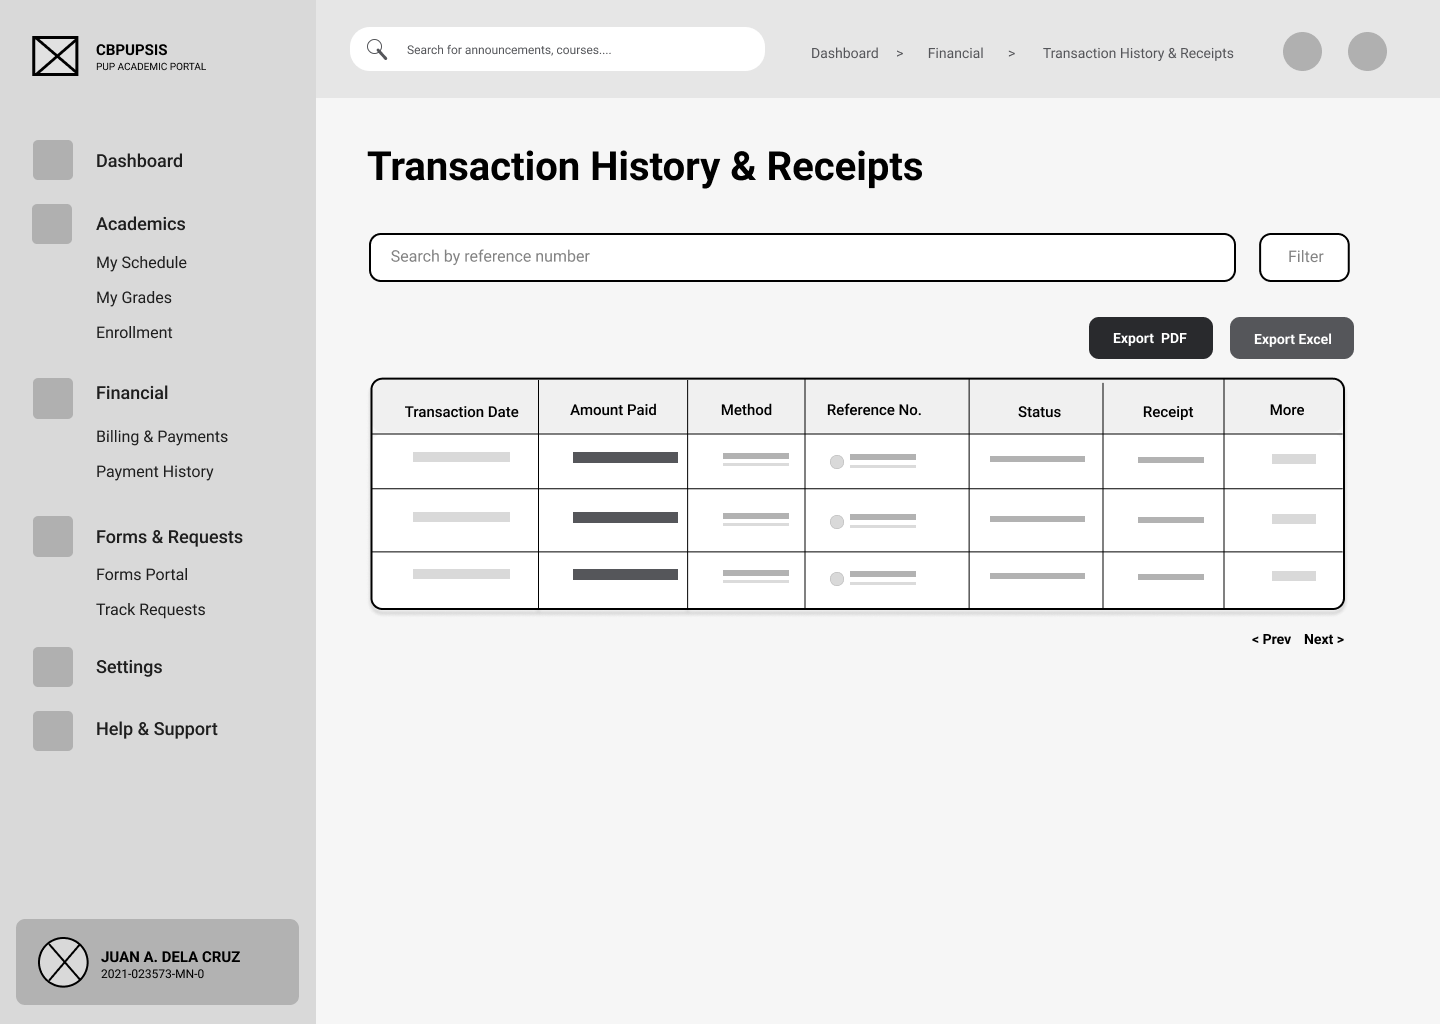 CBPUPSIS
PUP ACADEMIC PORTAL
Search for announcements, courses....
Dashboard > Financial > Transaction History & Receipts
Dashboard
Academics
My Schedule
My Grades
Enrollment
Financial
Billing & Payments
Payment History
Forms & Requests
Forms Portal
Track Requests
Settings
Help & Support
JUAN A. DELA CRUZ
2021-023573-MN-0
Transaction History & Receipts
Search by reference number
Filter
Export PDF
Export Excel
Transaction Date Amount Paid Method Reference No. Status Receipt More
< Prev Next >